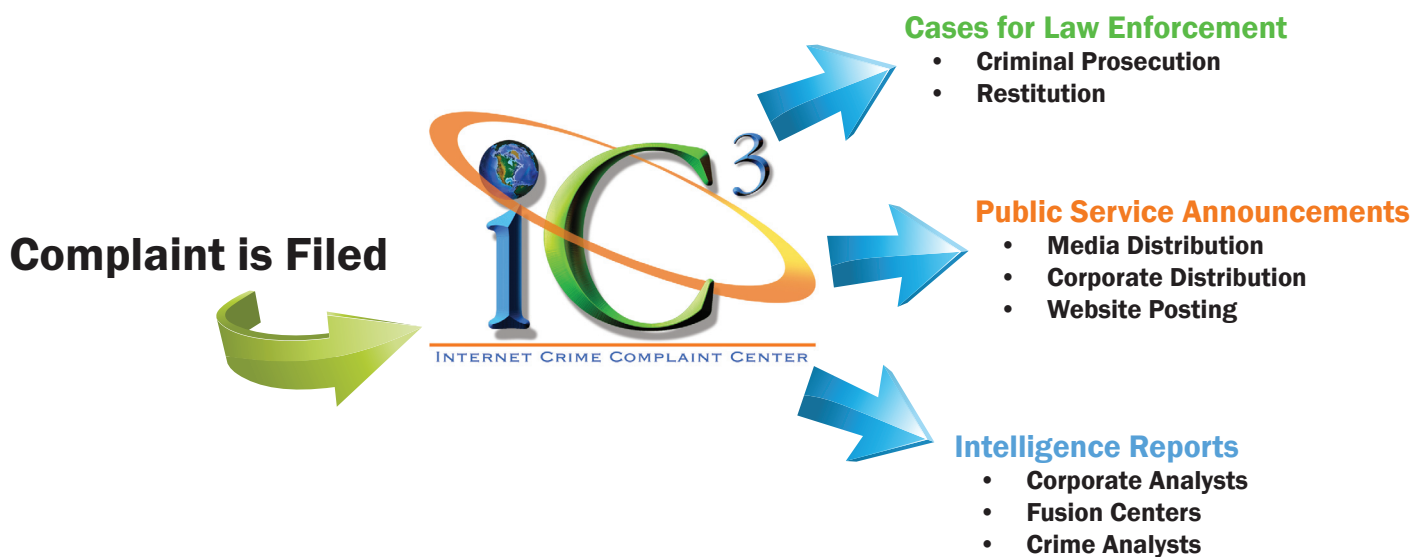 Complaint is Filed
iC3
INTERNET CRIME COMPLAINT CENTER
Cases for Law Enforcement
• Criminal Prosecution
• Restitution
Public Service Announcements
• Media Distribution
• Corporate Distribution
• Website Posting
Intelligence Reports
• Corporate Analysts
• Fusion Centers
• Crime Analysts